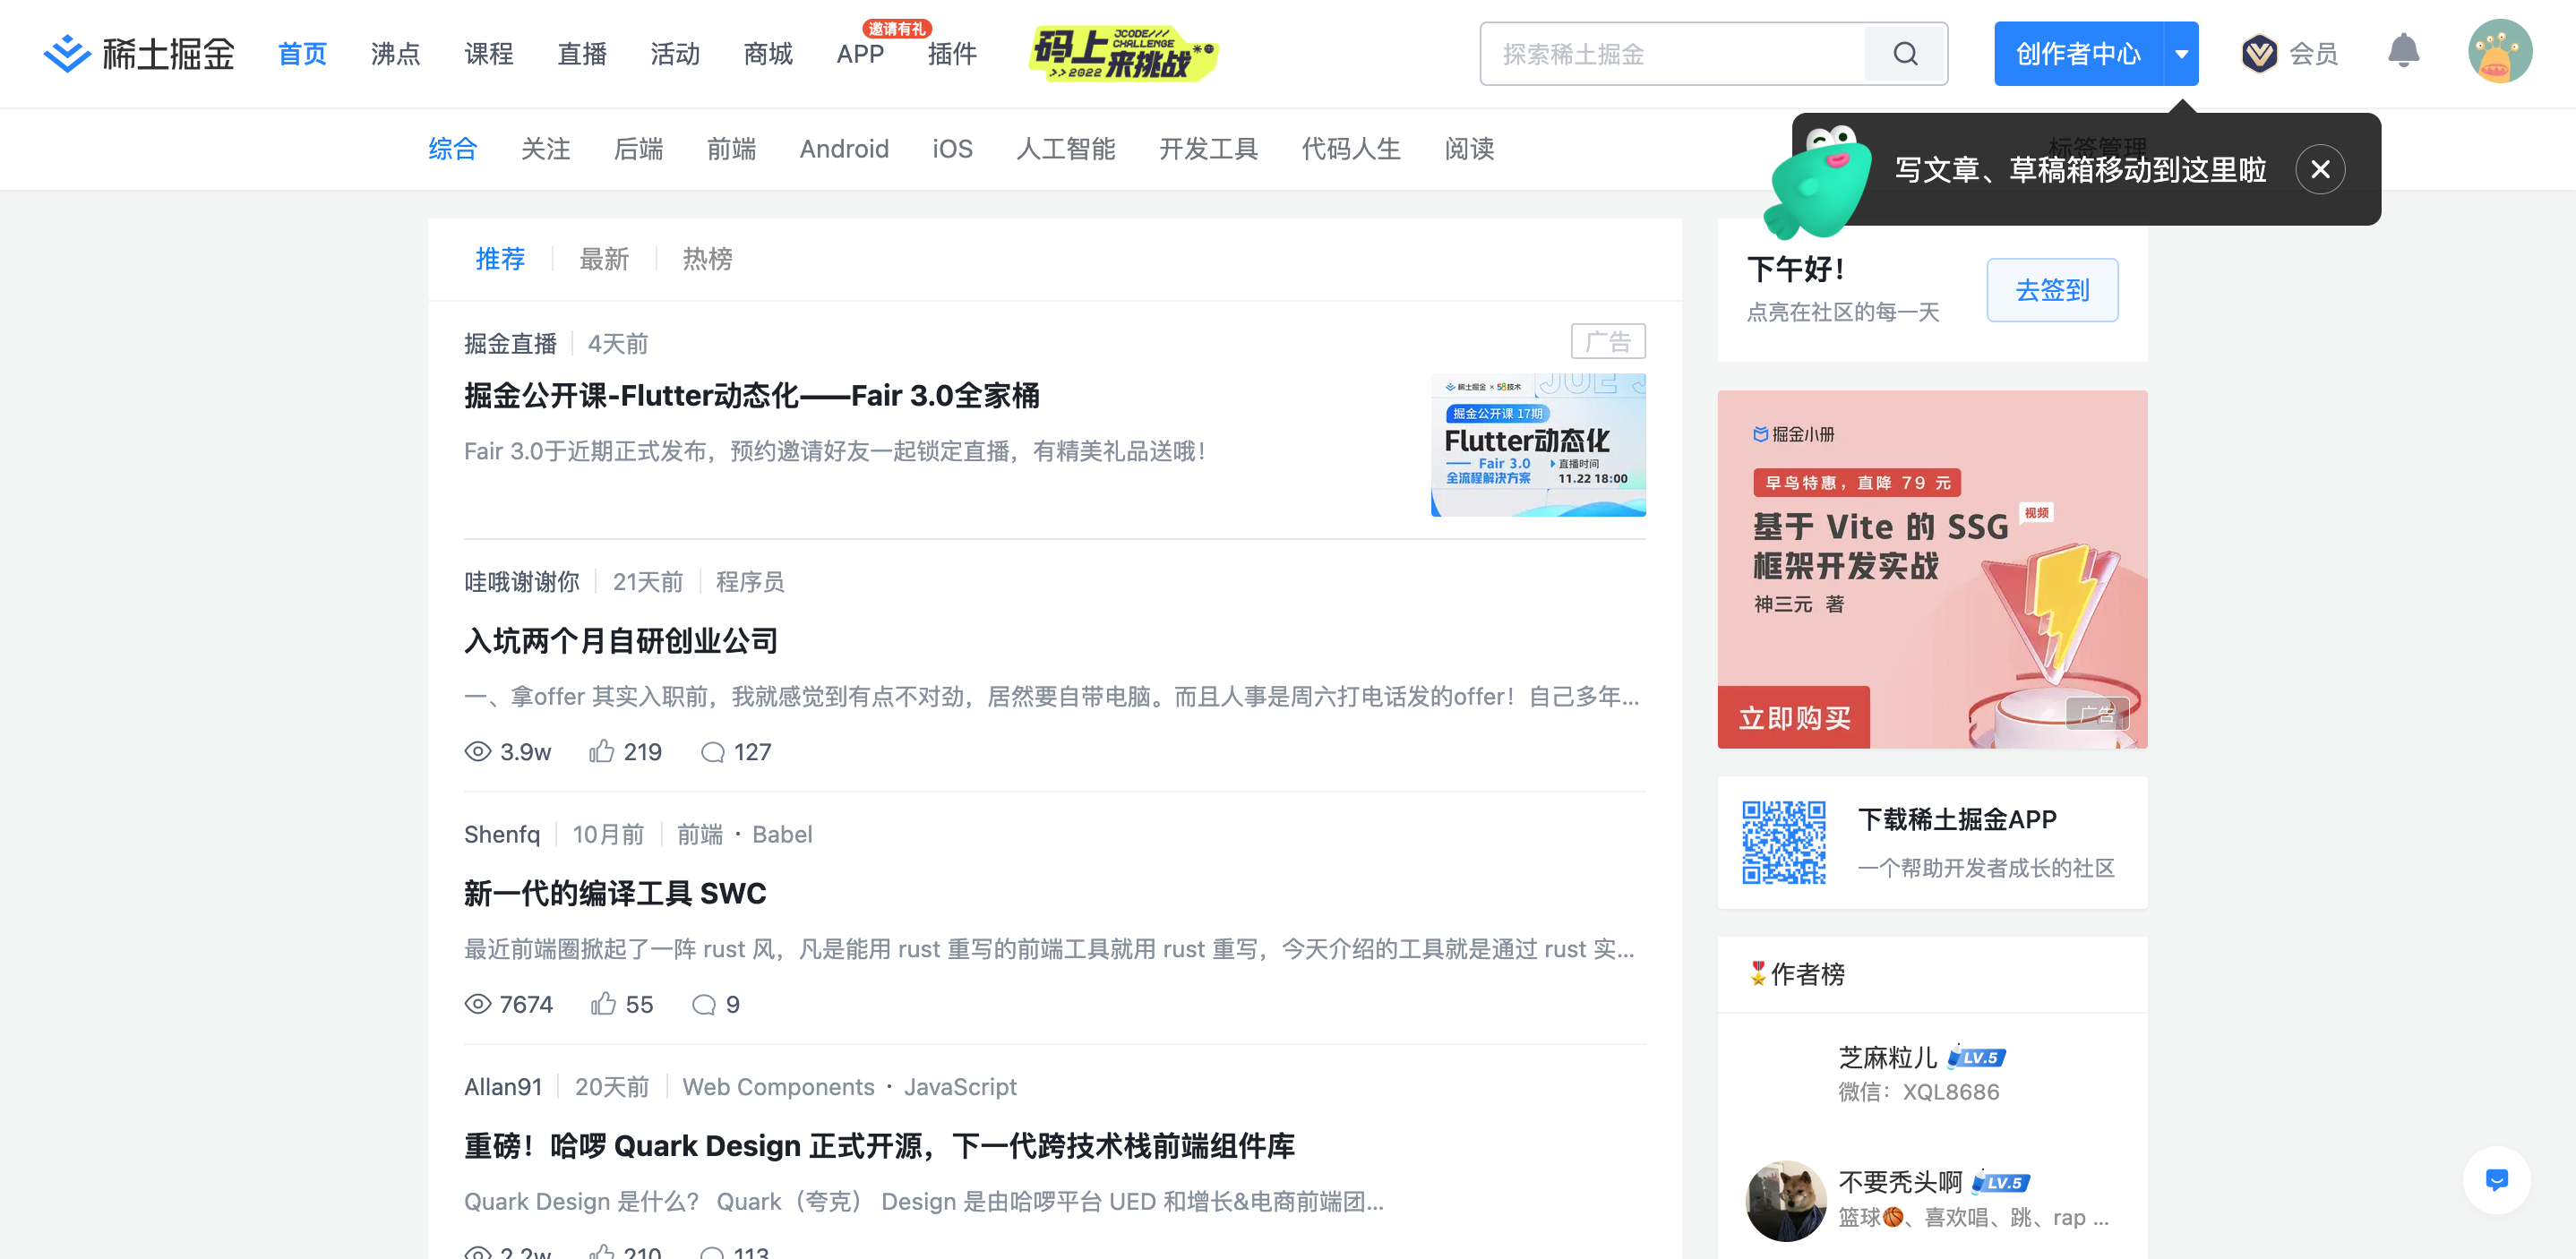 稀土掘金 首页 沸点 课程 直播 活动 商城 APP 邀请有礼 插件 码上来挑战 JCODE/// CHALLENGE >>2022 探索稀土掘金 创作者中心 会员
综合 关注 后端 前端 Android iOS 人工智能 开发工具 代码人生 阅读 标签管理
写文章、草稿箱移动到这里啦
推荐 最新 热榜
掘金直播 4天前 广告
掘金公开课-Flutter动态化——Fair 3.0全家桶
Fair 3.0于近期正式发布，预约邀请好友一起锁定直播，有精美礼品送哦！
稀土掘金 × 58技术
掘金公开课 17期
Flutter动态化
—— Fair 3.0 直播时间
全流程解决方案 11.22 18:00
哇哦谢谢你 21天前 程序员
入坑两个月自研创业公司
一、拿offer 其实入职前，我就感觉到有点不对劲，居然要自带电脑。而且人事是周六打电话发的offer！自己多年...
3.9w 219 127
Shenfq 10月前 前端 · Babel
新一代的编译工具 SWC
最近前端圈掀起了一阵 rust 风，凡是能用 rust 重写的前端工具就用 rust 重写，今天介绍的工具就是通过 rust 实...
7674 55 9
Allan91 20天前 Web Components · JavaScript
重磅！哈啰 Quark Design 正式开源，下一代跨技术栈前端组件库
Quark Design 是什么？ Quark（夸克） Design 是由哈啰平台 UED 和增长&电商前端团...
2.2w 210 113
下午好！
点亮在社区的每一天
去签到
掘金小册
早鸟特惠，直降 79 元
基于 Vite 的 SSG 视频
框架开发实战
神三元 著
立即购买 广告
下载稀土掘金APP
一个帮助开发者成长的社区
🎖️作者榜
芝麻粒儿 LV.5
微信：XQL8686
不要秃头啊 LV.5
篮球🏀、喜欢唱、跳、rap ...